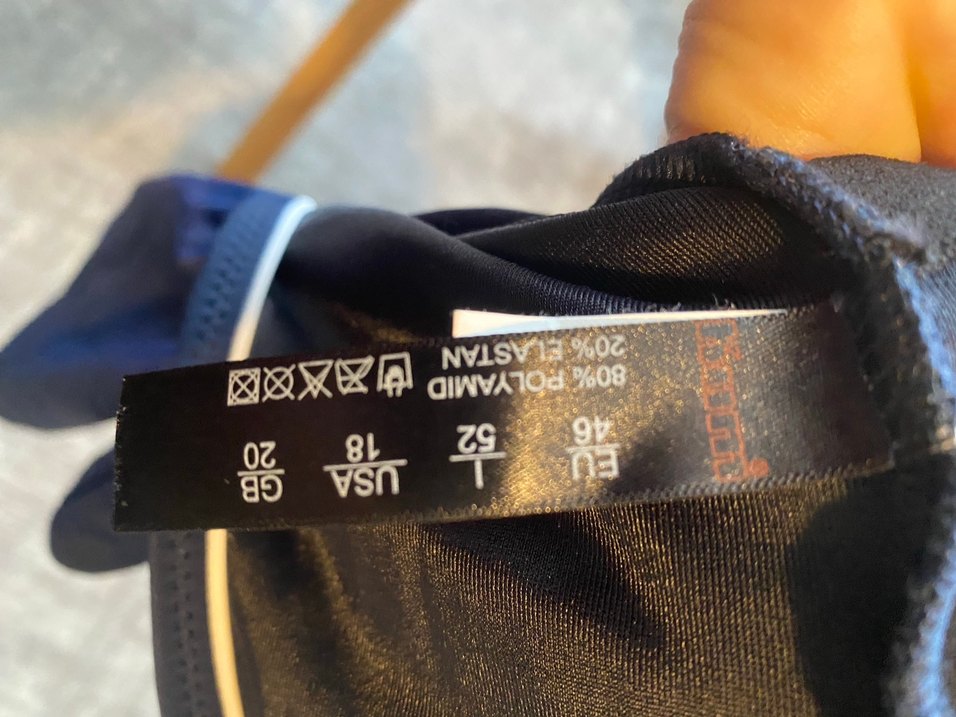 EU I USA GB
46 52 18 20
80% POLYAMID
20% ELASTAN